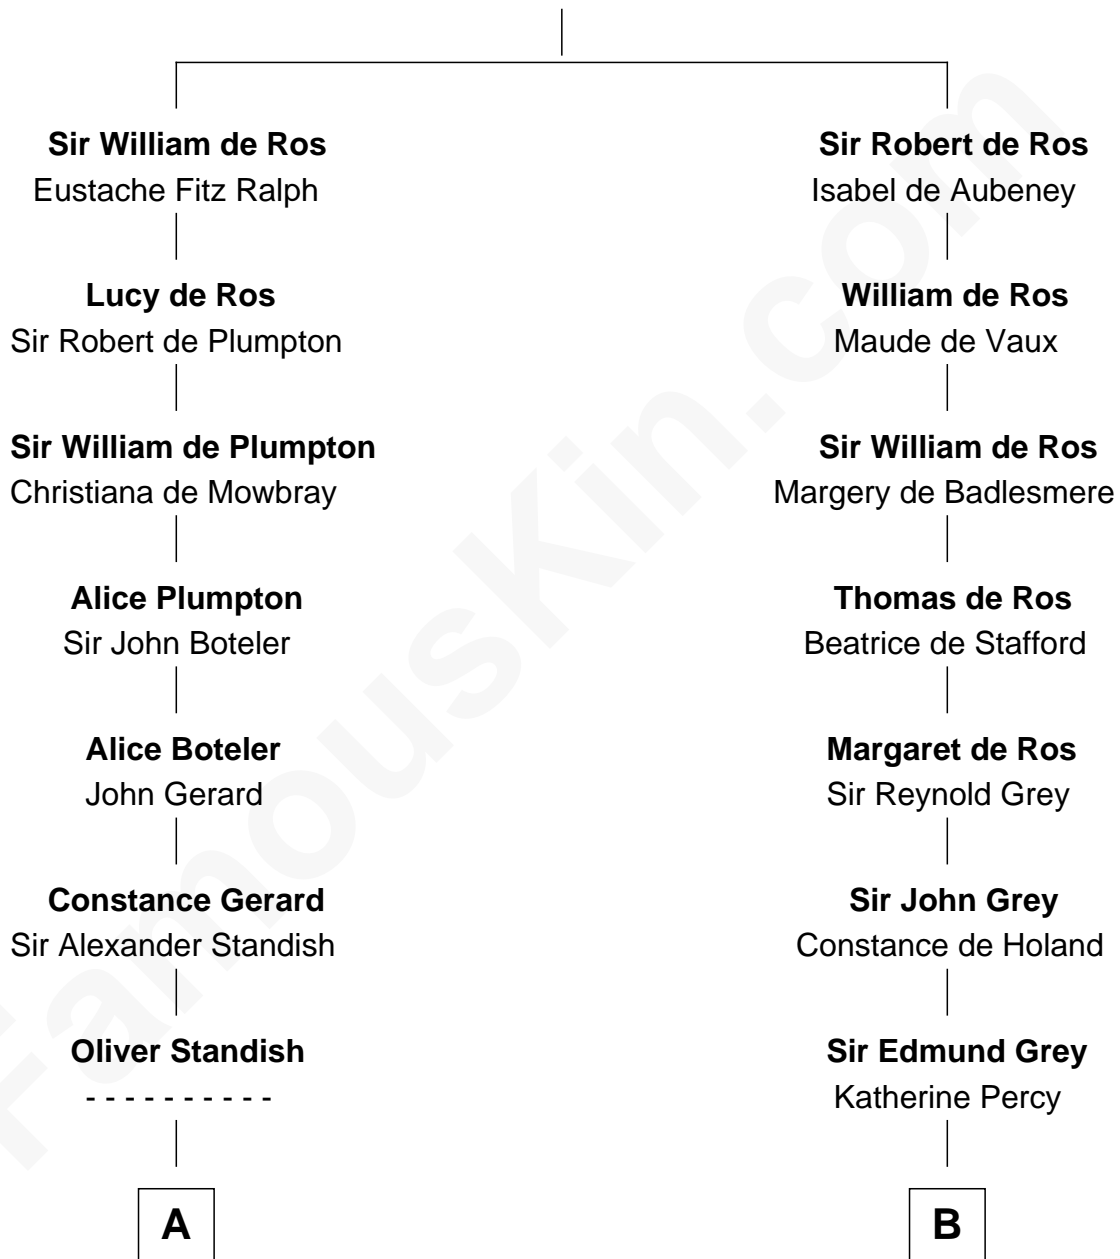 Sir William de Ros
Eustache Fitz Ralph
Lucy de Ros
Sir Robert de Plumpton
Sir William de Plumpton
Christiana de Mowbray
Alice Plumpton
Sir John Boteler
Alice Boteler
John Gerard
Constance Gerard
Sir Alexander Standish
Oliver Standish
- - - - - - - - - -
A
Sir Robert de Ros
Isabel de Aubeney
William de Ros
Maude de Vaux
Sir William de Ros
Margery de Badlesmere
Thomas de Ros
Beatrice de Stafford
Margaret de Ros
Sir Reynold Grey
Sir John Grey
Constance de Holand
Sir Edmund Grey
Katherine Percy
B
FamousKin.com